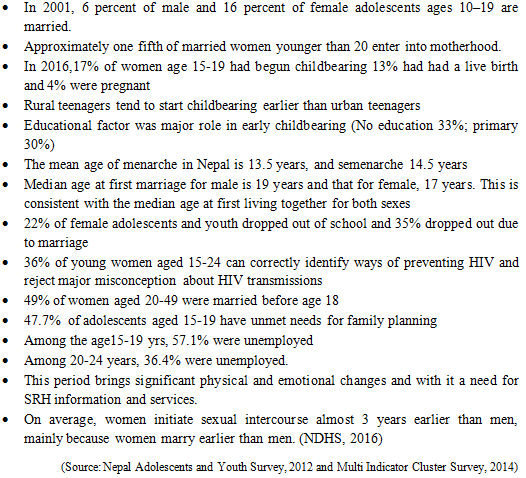 • In 2001, 6 percent of male and 16 percent of female adolescents ages 10–19 are
married.
• Approximately one fifth of married women younger than 20 enter into motherhood.
• In 2016,17% of women age 15-19 had begun childbearing 13% had had a live birth
and 4% were pregnant
• Rural teenagers tend to start childbearing earlier than urban teenagers
• Educational factor was major role in early childbearing (No education 33%; primary
30%)
• The mean age of menarche in Nepal is 13.5 years, and semenarche 14.5 years
• Median age at first marriage for male is 19 years and that for female, 17 years. This is
consistent with the median age at first living together for both sexes
• 22% of female adolescents and youth dropped out of school and 35% dropped out due
to marriage
• 36% of young women aged 15-24 can correctly identify ways of preventing HIV and
reject major misconception about HIV transmissions
• 49% of women aged 20-49 were married before age 18
• 47.7% of adolescents aged 15-19 have unmet needs for family planning
• Among the age15-19 yrs, 57.1% were unemployed
• Among 20-24 years, 36.4% were unemployed.
• This period brings significant physical and emotional changes and with it a need for
SRH information and services.
• On average, women initiate sexual intercourse almost 3 years earlier than men,
mainly because women marry earlier than men. (NDHS, 2016)
(Source: Nepal Adolescents and Youth Survey, 2012 and Multi Indicator Cluster Survey, 2014)